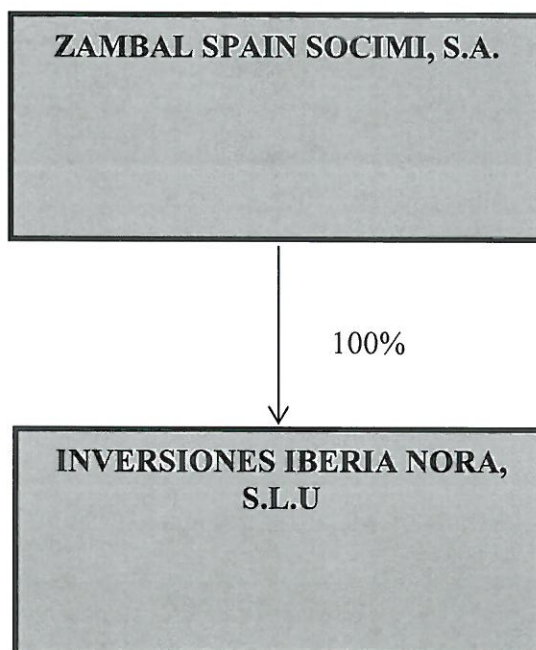 ZAMBAL SPAIN SOCIMI, S.A.
100%
INVERSIONES IBERIA NORA,
S.L.U